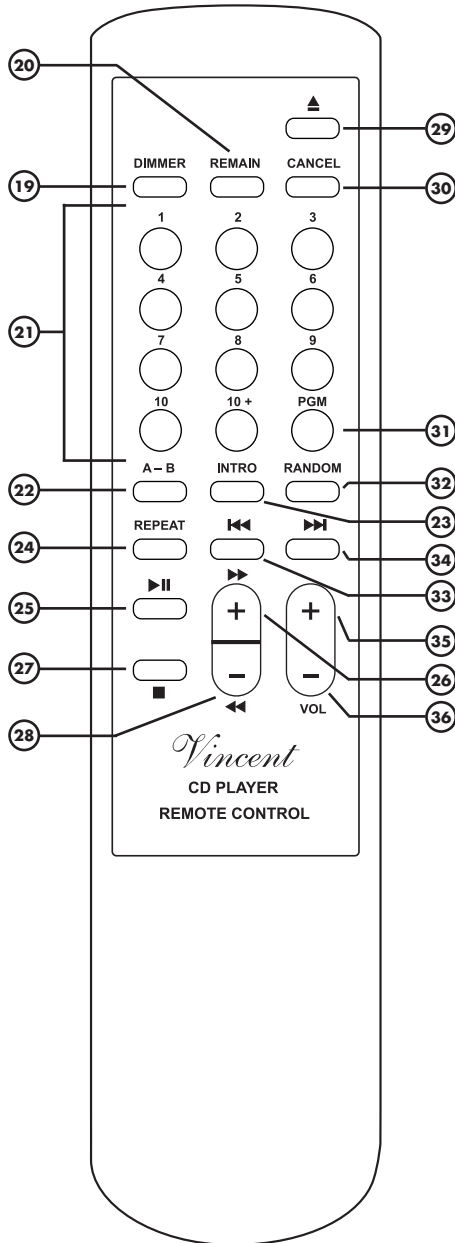 20
29
DIMMER REMAIN CANCEL
19
30
1 2 3
4 5 6
21
7 8 9
10 10 + PGM
31
A – B INTRO RANDOM
22
32
23
REPEAT
24
34
25
33
+ +
35
27
26
– –
28
VOL
36
Vincent
CD PLAYER
REMOTE CONTROL